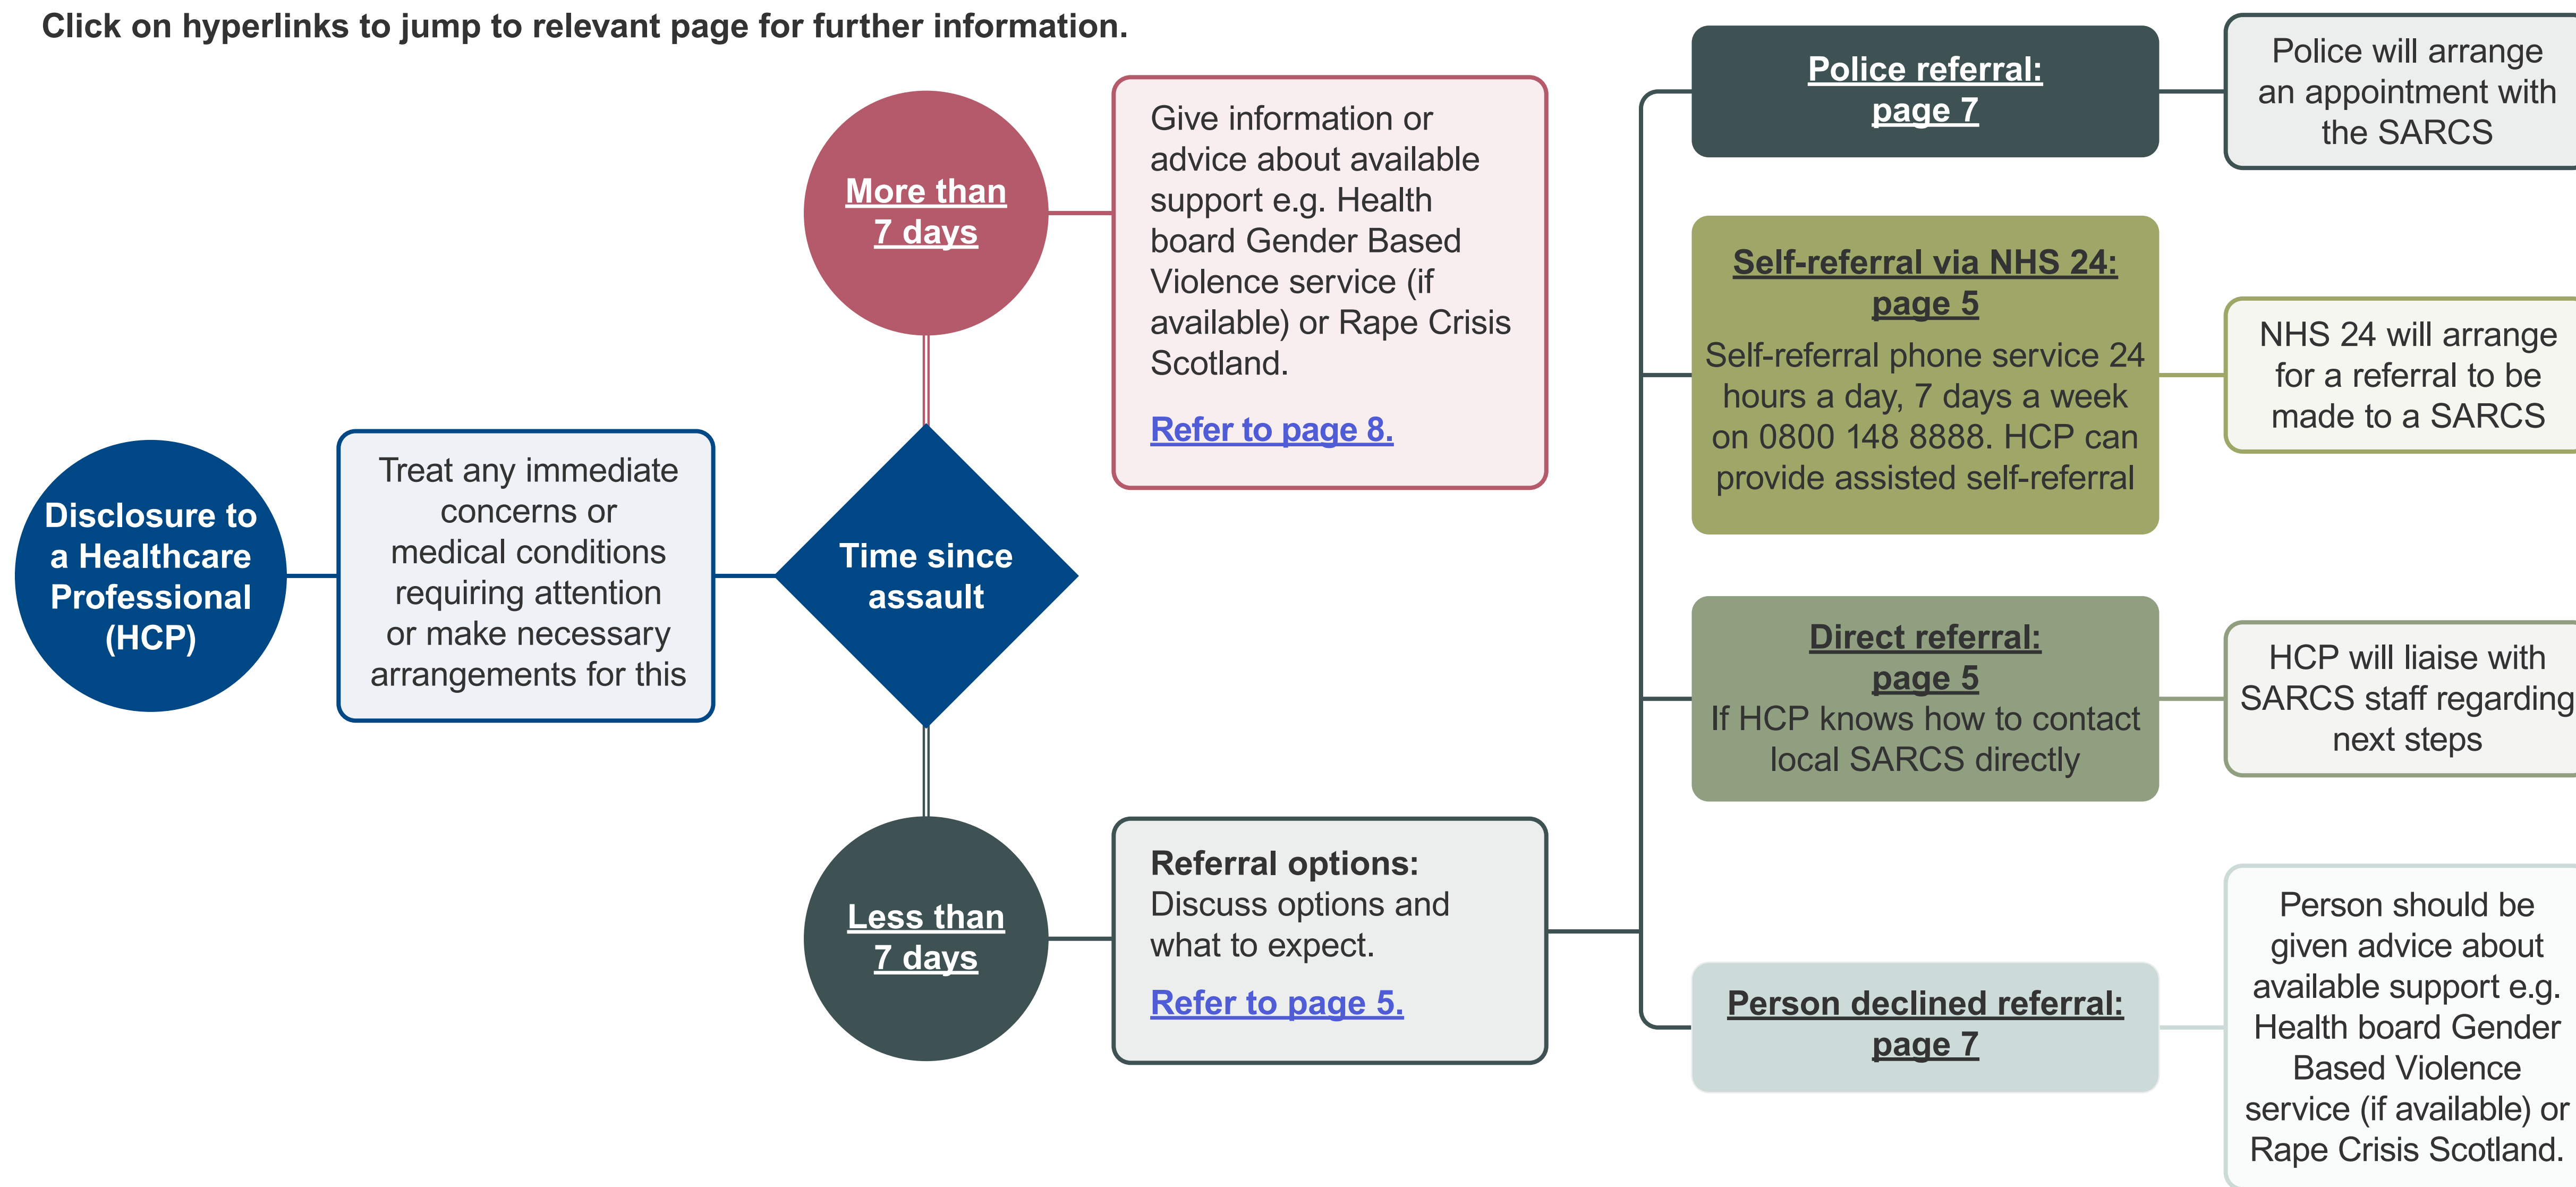 Click on hyperlinks to jump to relevant page for further information.
Disclosure to
a Healthcare
Professional
(HCP)
Treat any immediate
concerns or
medical conditions
requiring attention
or make necessary
arrangements for this
Time since
assault
More than
7 days
Give information or
advice about available
support e.g. Health
board Gender Based
Violence service (if
available) or Rape Crisis
Scotland.
Refer to page 8.
Less than
7 days
Referral options:
Discuss options and
what to expect.
Refer to page 5.
Police referral:
page 7
Police will arrange
an appointment with
the SARCS
Self-referral via NHS 24:
page 5
Self-referral phone service 24
hours a day, 7 days a week
on 0800 148 8888. HCP can
provide assisted self-referral
NHS 24 will arrange
for a referral to be
made to a SARCS
Direct referral:
page 5
If HCP knows how to contact
local SARCS directly
HCP will liaise with
SARCS staff regarding
next steps
Person declined referral:
page 7
Person should be
given advice about
available support e.g.
Health board Gender
Based Violence
service (if available) or
Rape Crisis Scotland.